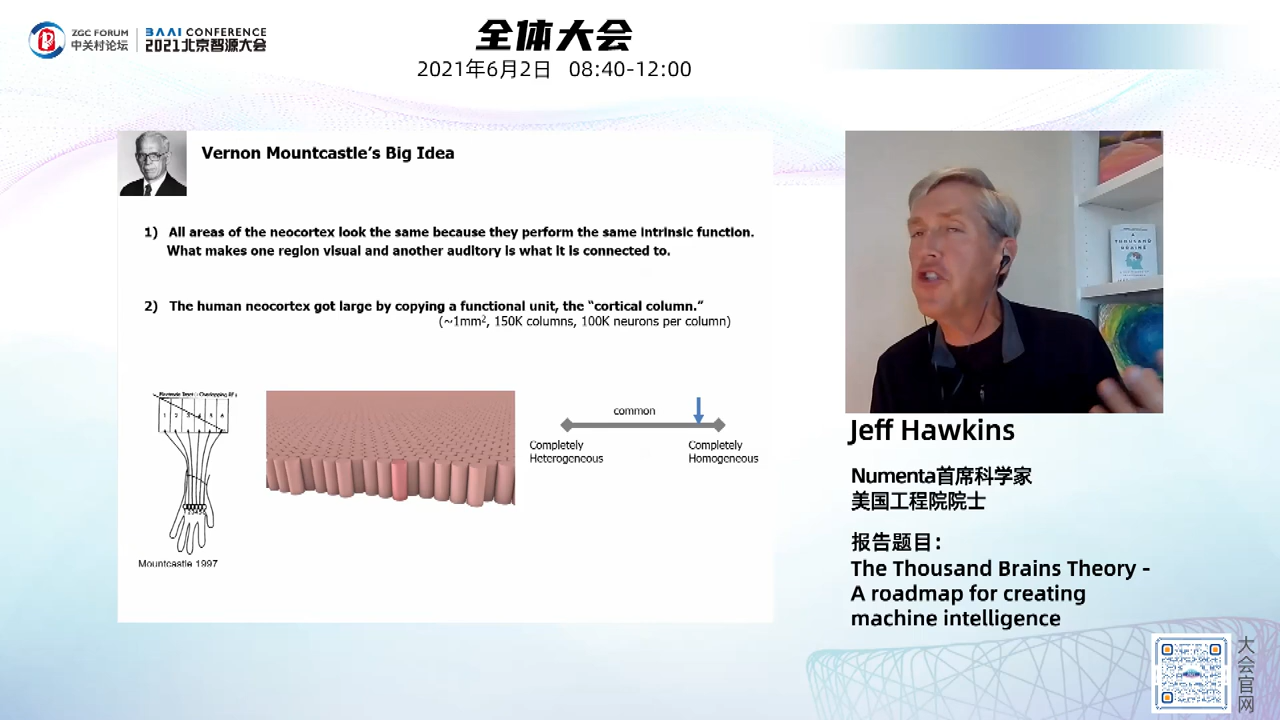 ZGC FORUM
中关村论坛
BAAI CONFERENCE
2021北京智源大会
全体大会
2021年6月2日 08:40-12:00
Vernon Mountcastle's Big Idea
1) All areas of the neocortex look the same because they perform the same intrinsic function.
What makes one region visual and another auditory is what it is connected to.
2) The human neocortex got large by copying a functional unit, the “cortical column.”
(~1mm², 150K columns, 100K neurons per column)
common
Completely
Heterogeneous
Completely
Homogeneous
Mountcastle 1997
A
THOUSAND
BRAINS
Jeff Hawkins
Numenta首席科学家
美国工程院院士
报告题目：
The Thousand Brains Theory -
A roadmap for creating
machine intelligence
大会官网